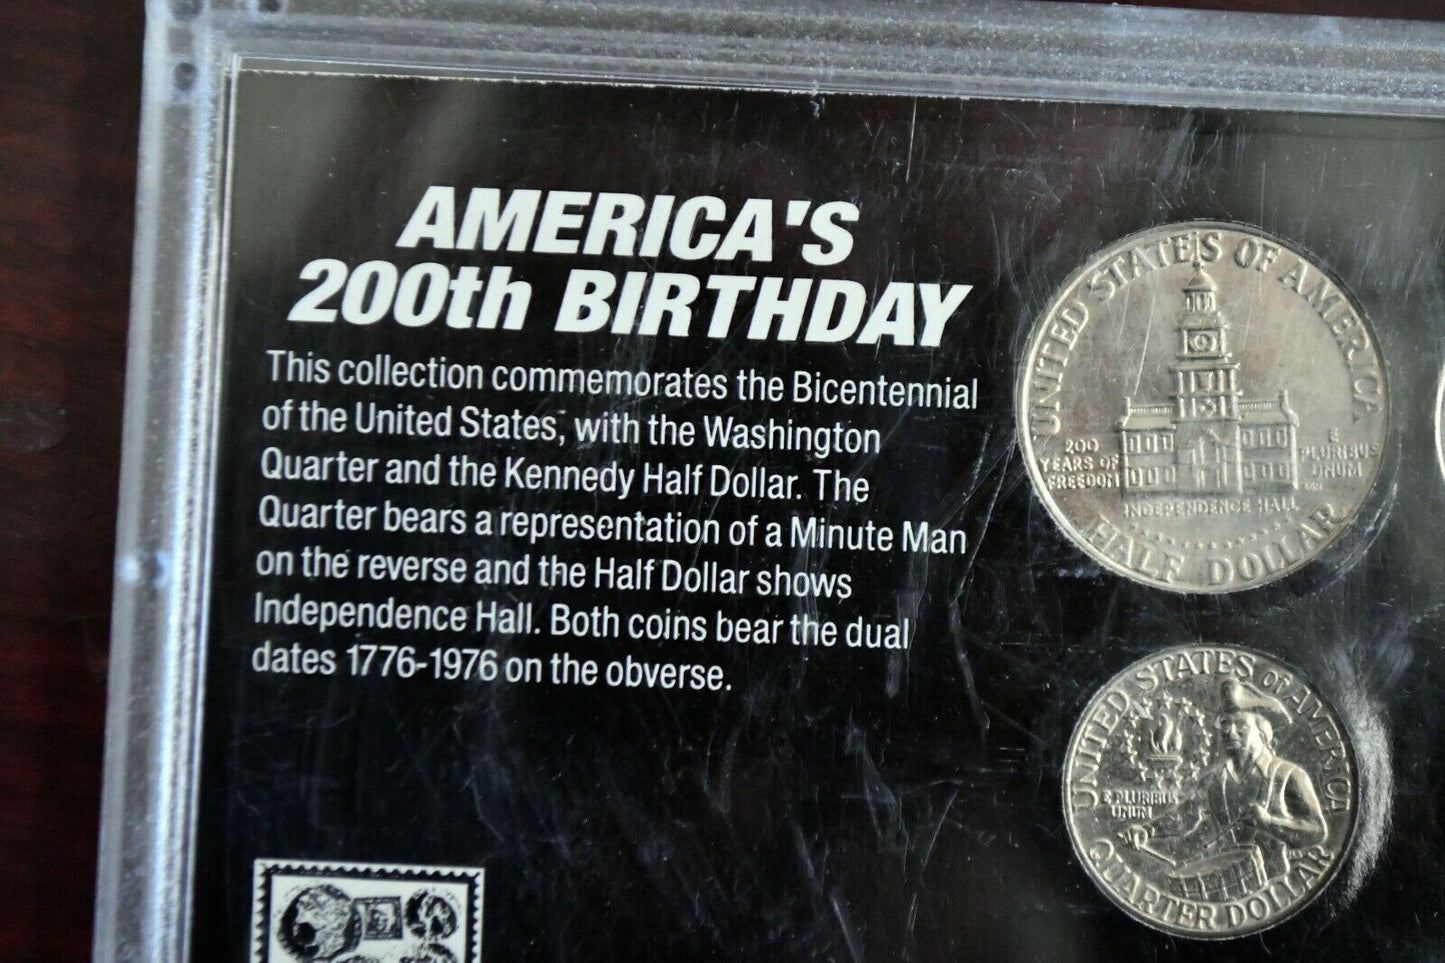 AMERICA'S
200th BIRTHDAY
This collection commemorates the Bicentennial
of the United States, with the Washington
Quarter and the Kennedy Half Dollar. The
Quarter bears a representation of a Minute Man
on the reverse and the Half Dollar shows
Independence Hall. Both coins bear the dual
dates 1776-1976 on the obverse.
UNITED STATES OF AMERICA
200
YEARS OF
FREEDOM
E
PLURIBUS
UNUM
INDEPENDENCE HALL
HALF DOLLAR
UNITED STATES OF AMERICA
E PLURIBUS
UNUM
QUARTER DOLLAR